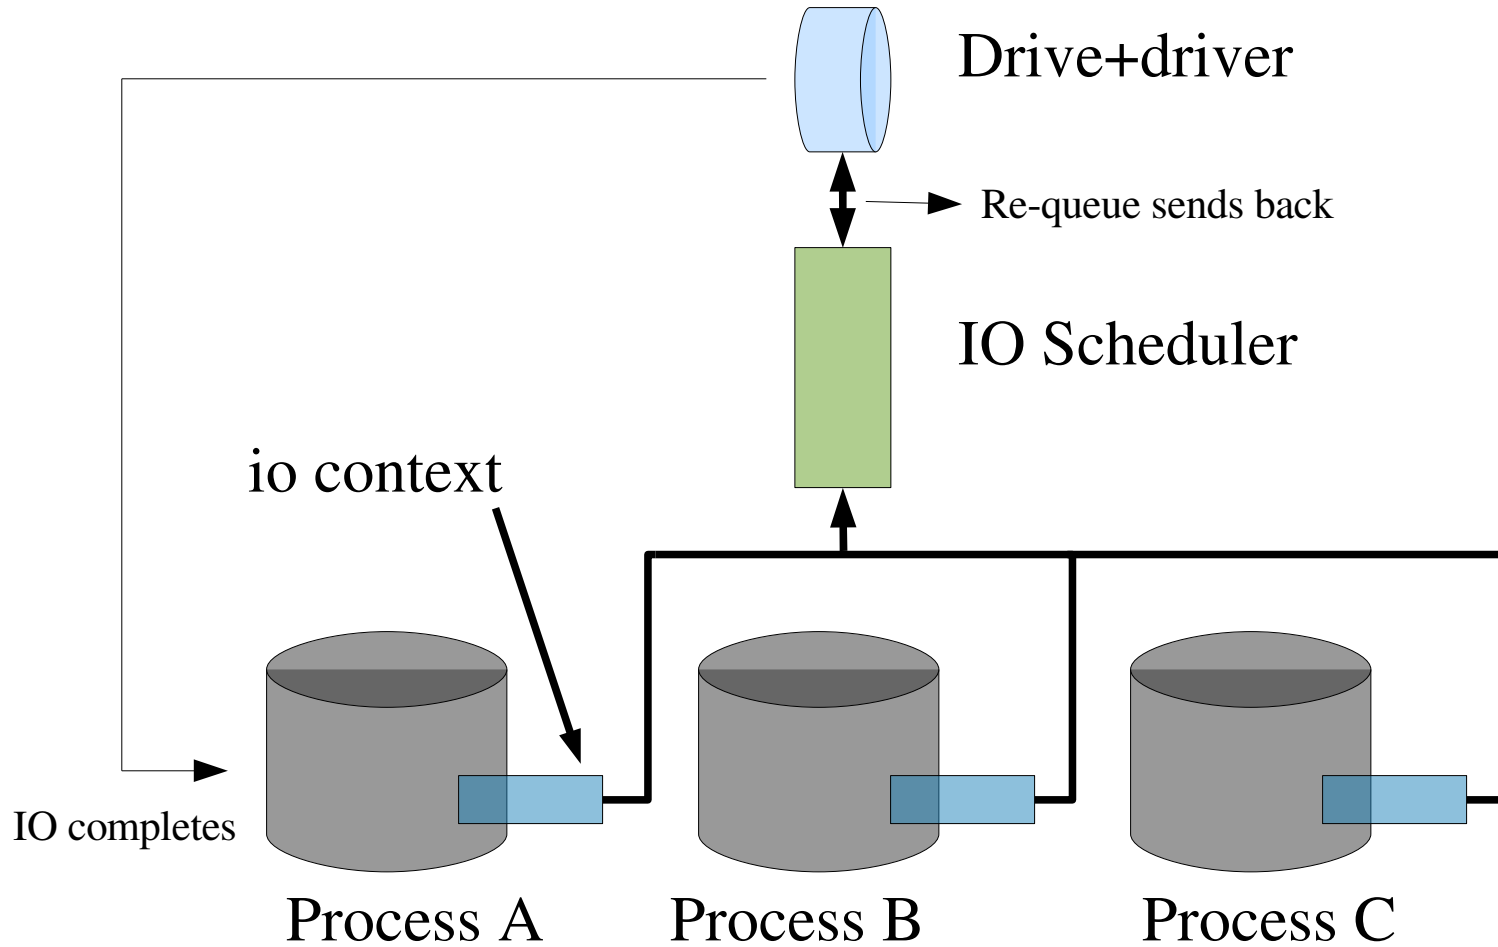 Drive+driver
Re-queue sends back
IO Scheduler
io context
IO completes
Process A
Process B
Process C